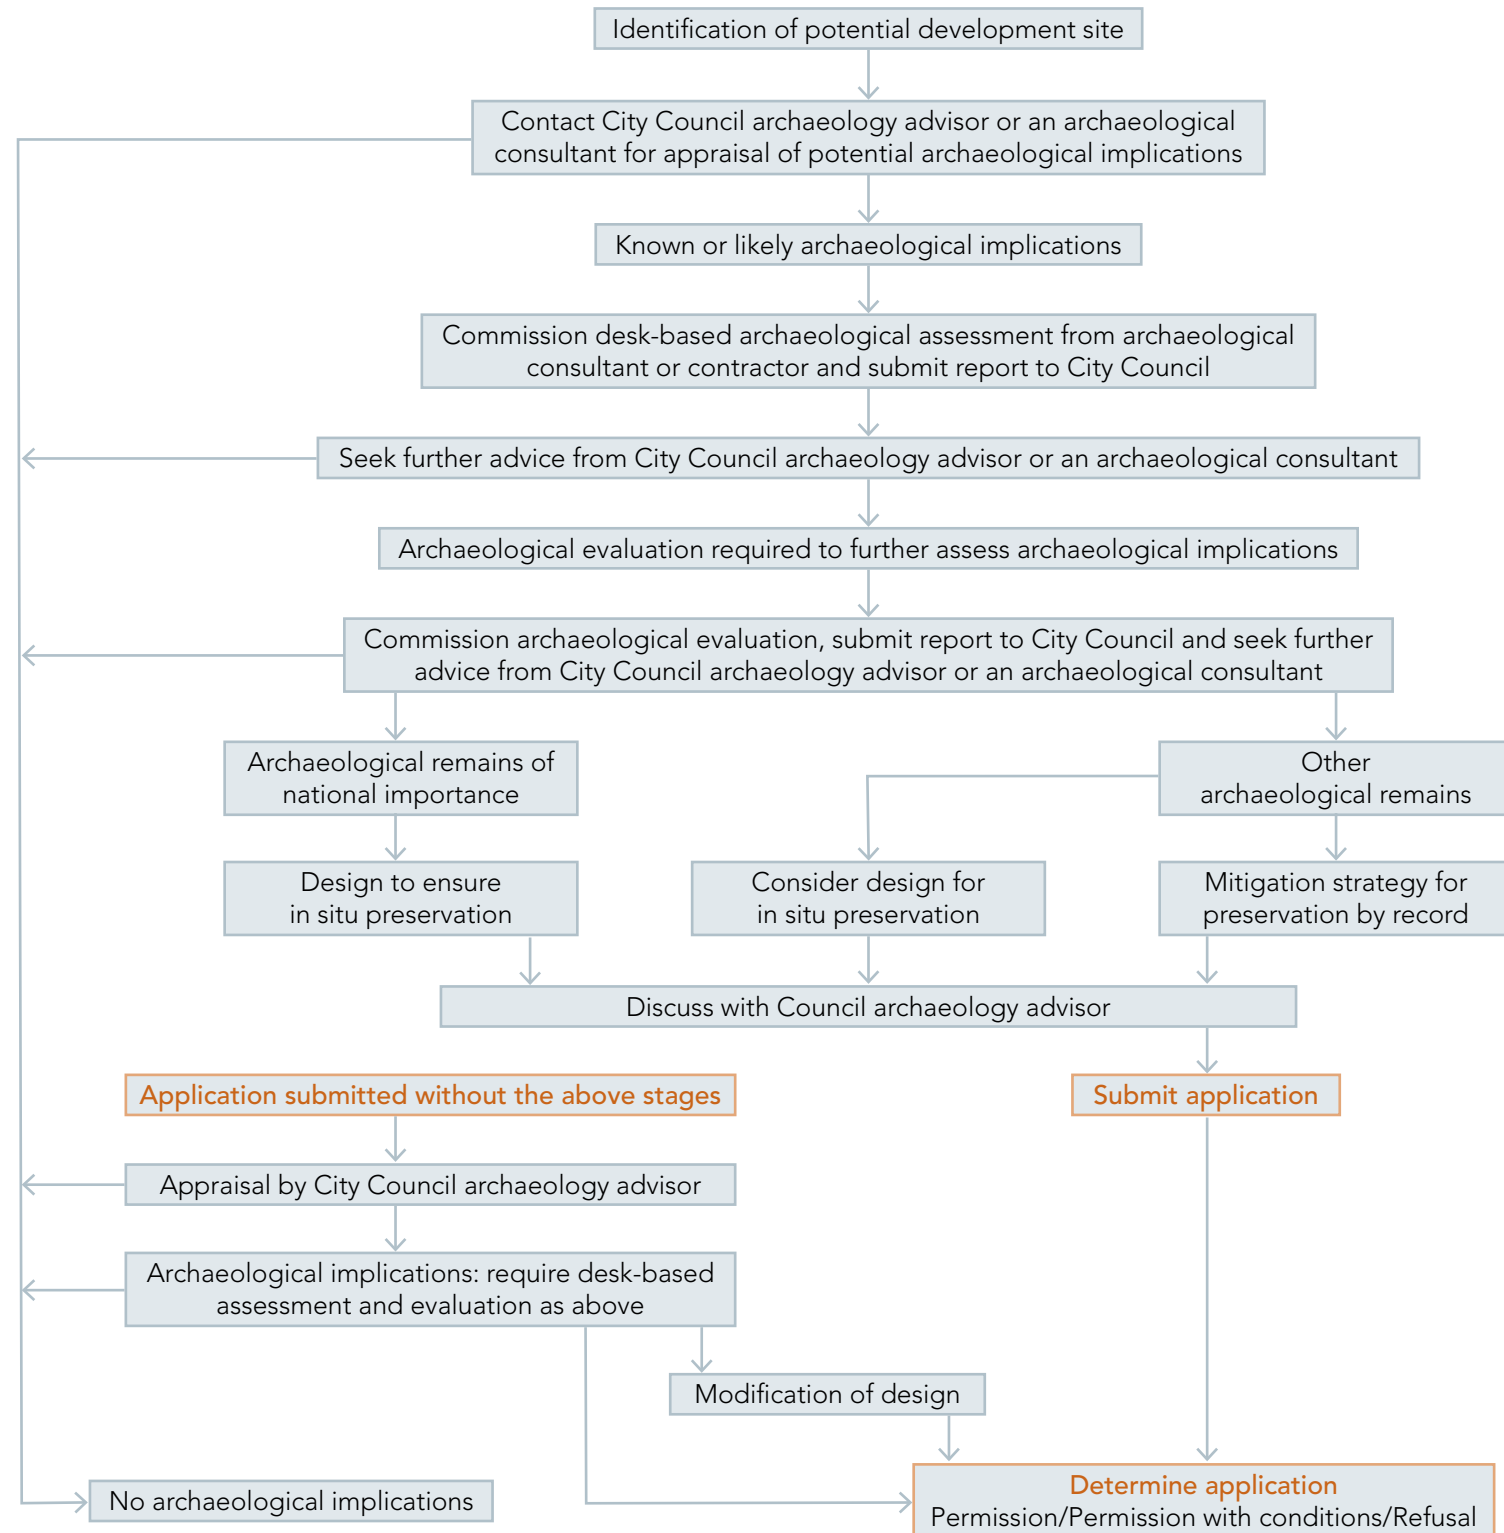 Identification of potential development site
Contact City Council archaeology advisor or an archaeological
consultant for appraisal of potential archaeological implications
Known or likely archaeological implications
Commission desk-based archaeological assessment from archaeological
consultant or contractor and submit report to City Council
Seek further advice from City Council archaeology advisor or an archaeological consultant
Archaeological evaluation required to further assess archaeological implications
Commission archaeological evaluation, submit report to City Council and seek further
advice from City Council archaeology advisor or an archaeological consultant
Archaeological remains of
national importance
Other
archaeological remains
Design to ensure
in situ preservation
Consider design for
in situ preservation
Mitigation strategy for
preservation by record
Discuss with Council archaeology advisor
Application submitted without the above stages
Submit application
Appraisal by City Council archaeology advisor
Archaeological implications: require desk-based
assessment and evaluation as above
Modification of design
No archaeological implications
Determine application
Permission/Permission with conditions/Refusal